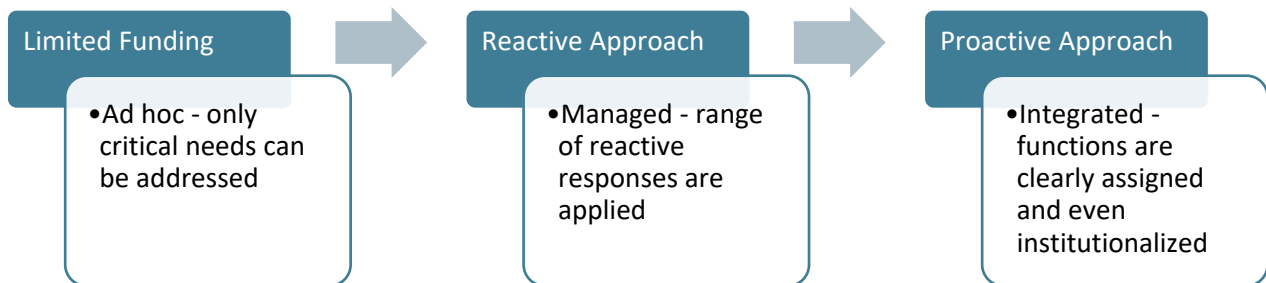 Limited Funding
•Ad hoc - only
critical needs can
be addressed
Reactive Approach
•Managed - range
of reactive
responses are
applied
Proactive Approach
•Integrated -
functions are
clearly assigned
and even
institutionalized